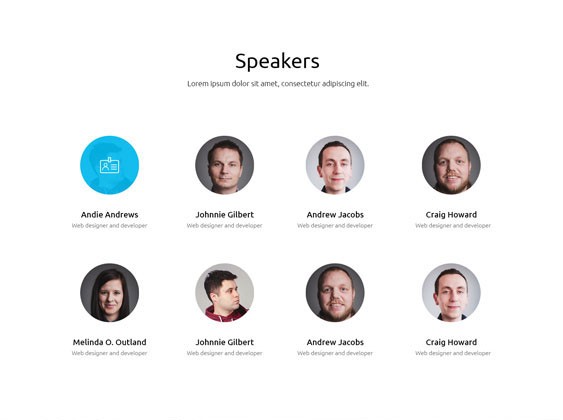 Speakers
Lorem ipsum dolor sit amet, consectetur adipiscing elit.
Andie Andrews
Johnnie Gilbert
Andrew Jacobs
Craig Howard
Web designer and developer
Web designer and developer
Web designer and developer
Web designer and developer
Melinda O. Outland
Johnnie Gilbert
Andrew Jacobs
Craig Howard
Web designer and developer
Web designer and developer
Web designer and developer
Web designer and developer